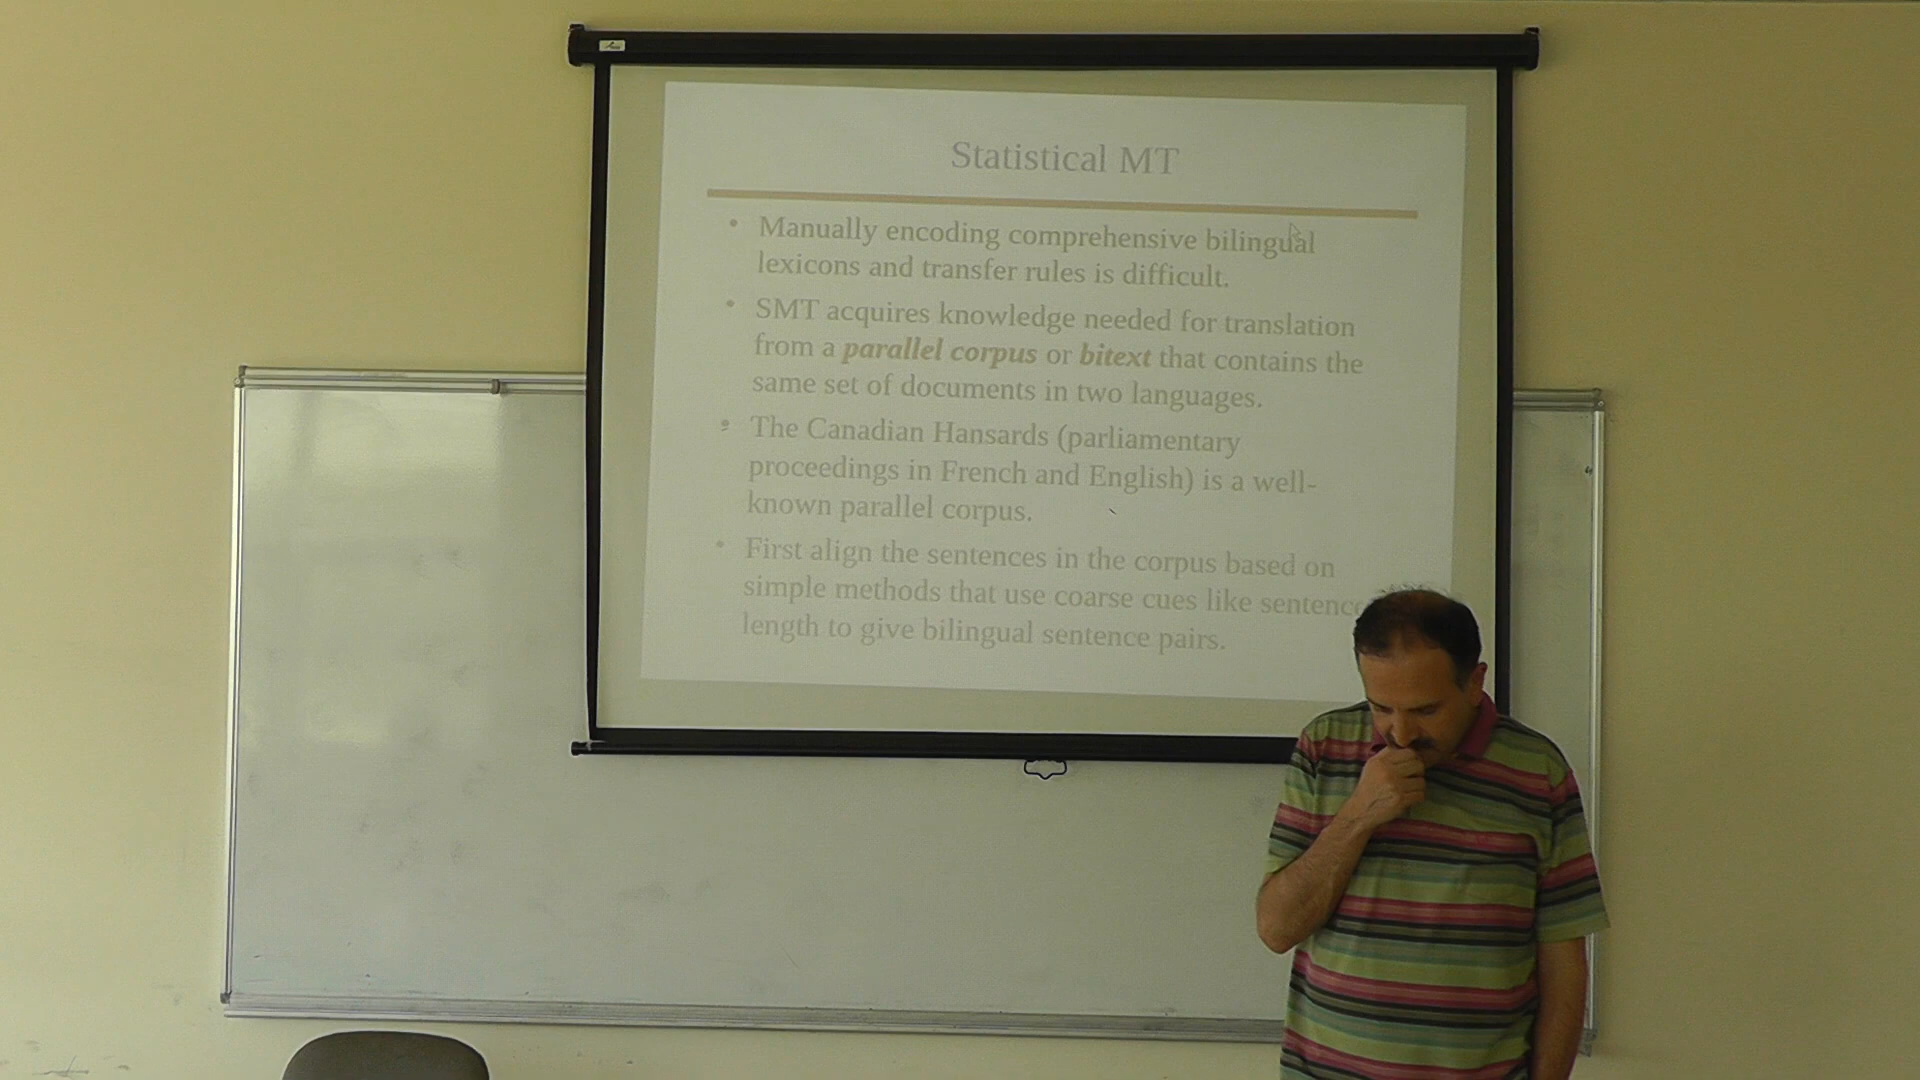 Statistical MT
• Manually encoding comprehensive bilingual
lexicons and transfer rules is difficult.
• SMT acquires knowledge needed for translation
from a parallel corpus or bitext that contains the
same set of documents in two languages.
• The Canadian Hansards (parliamentary
proceedings in French and English) is a well-
known parallel corpus.
• First align the sentences in the corpus based on
simple methods that use coarse cues like sentence
length to give bilingual sentence pairs.